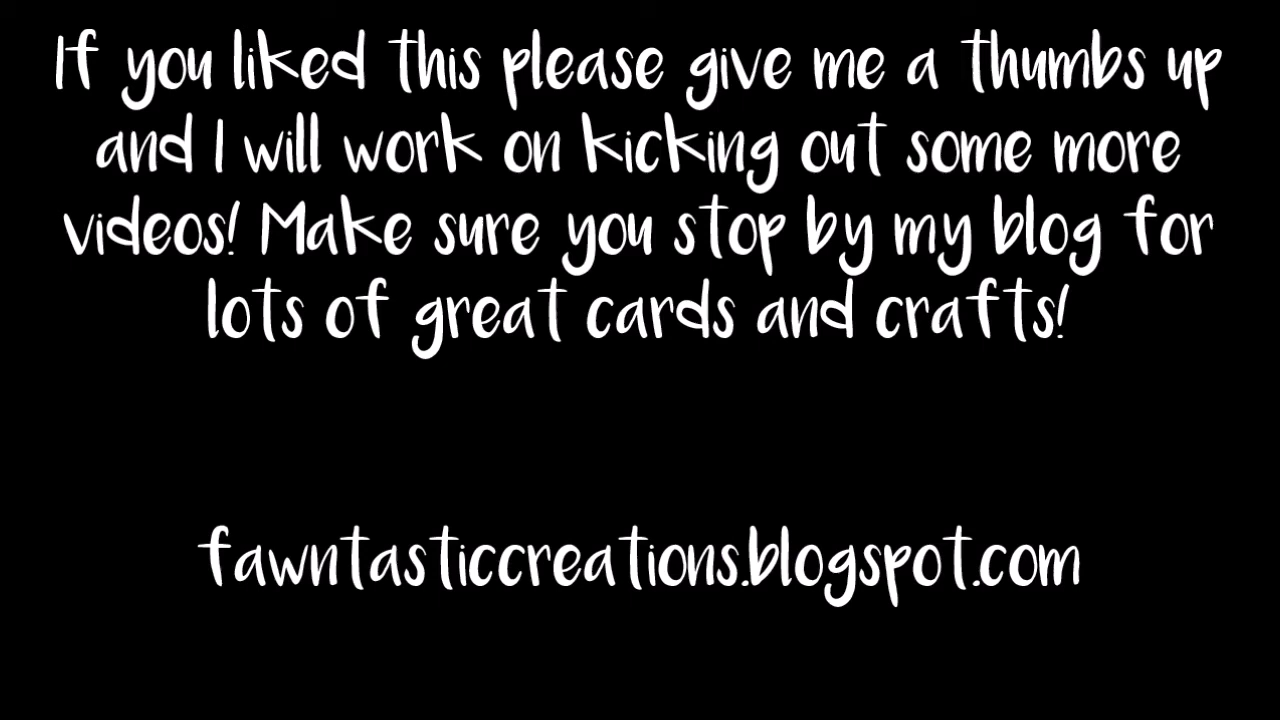 If you liked this please give me a thumbs up
and I will work on kicking out some more
videos! Make sure you stop by my blog for
lots of great cards and crafts!
fawntasticcreations.blogspot.com